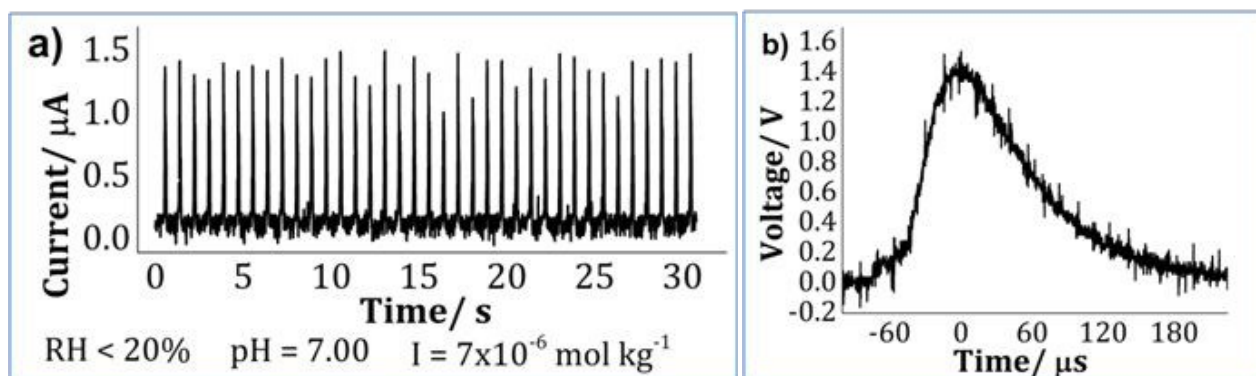 a)
Current/ μA
1.5
1.0
0.5
0.0
0 5 10 15 20 25 30
Time/ s
RH < 20% pH = 7.00 I = 7x10⁻⁶ mol kg⁻¹
b)
Voltage/ V
1.6
1.4
1.2
1.0
0.8
0.6
0.4
0.2
0.0
-0.2
-60 0 60 120 180
Time/ μs